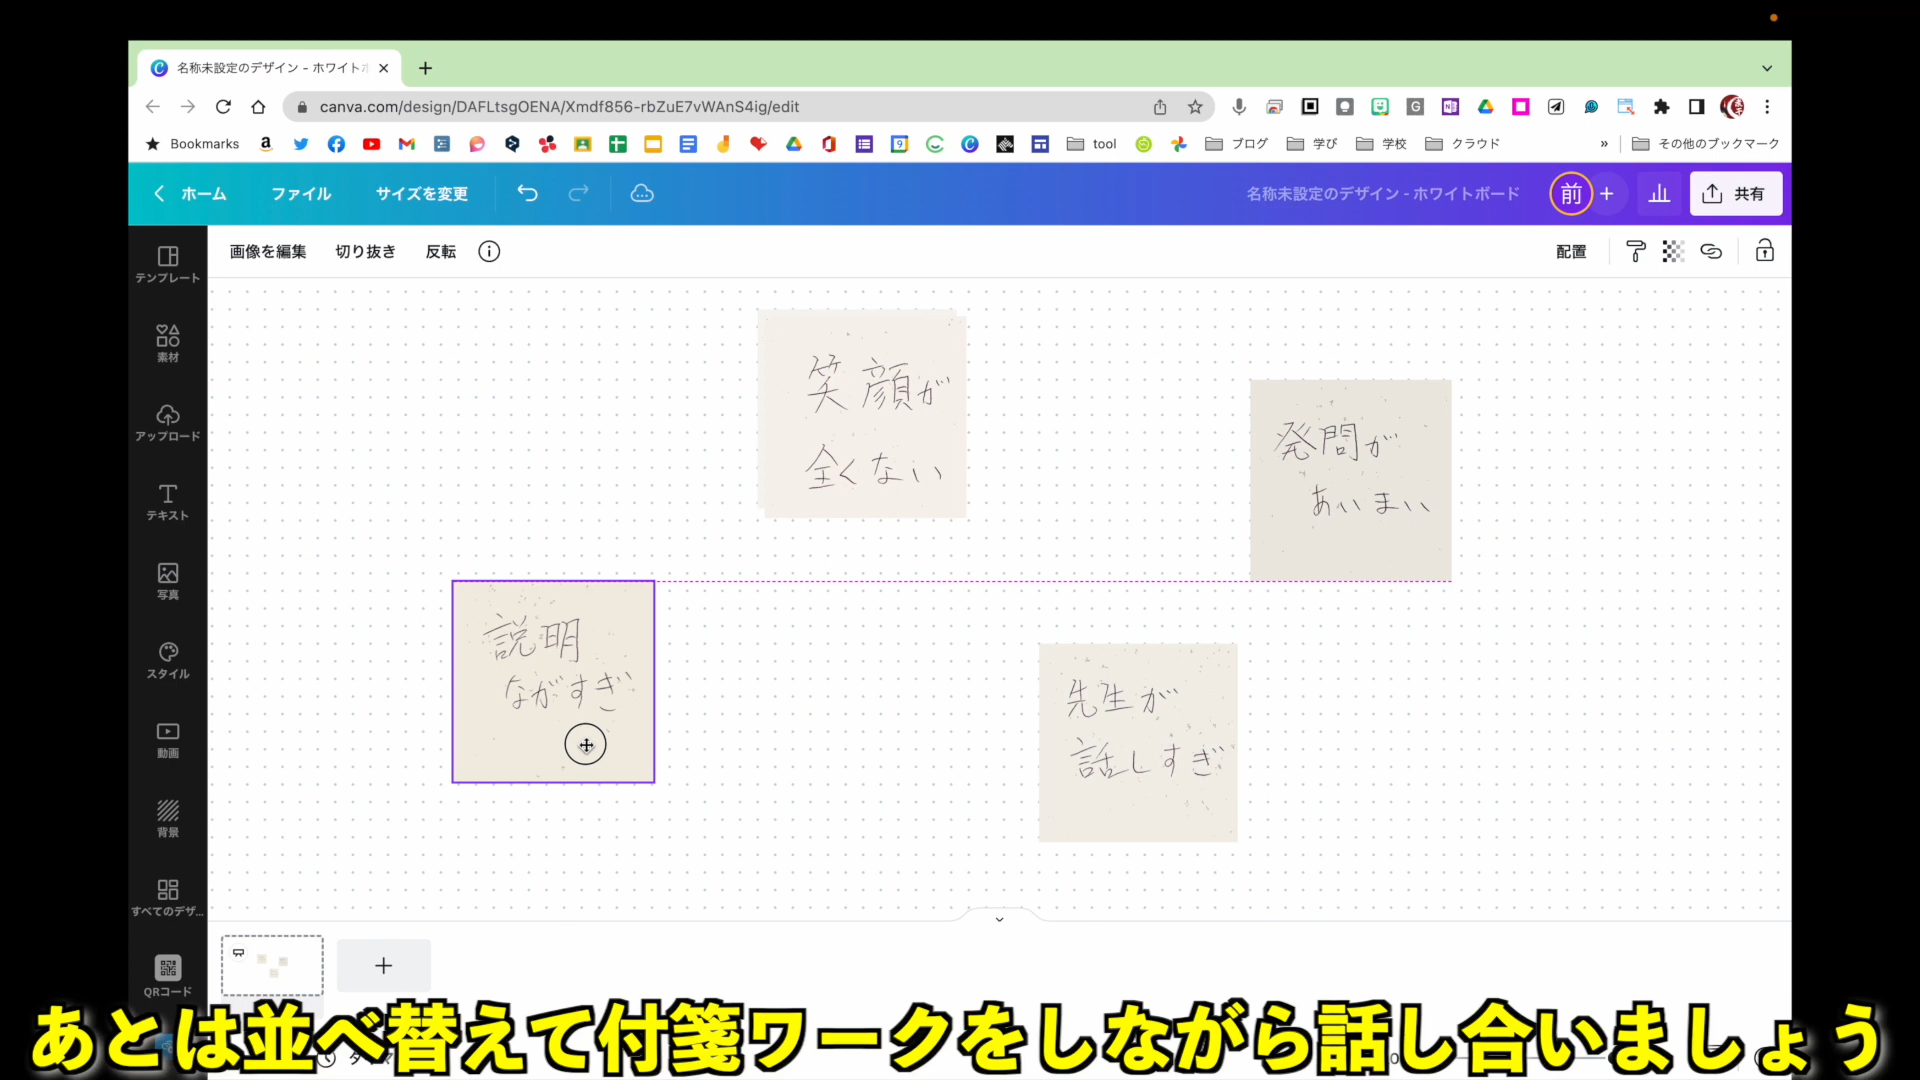 名称未設定のデザイン - ホワイトボ
canva.com/design/DAFLtsgOENA/Xmdf856-rbZuE7vWAnS4ig/edit
Bookmarks
tool
ブログ
学び
学校
クラウド
»
その他のブックマーク
ホーム
ファイル
サイズを変更
名称未設定のデザイン - ホワイトボード
前
共有
画像を編集
切り抜き
反転
配置
テンプレート
素材
アップロード
テキスト
写真
スタイル
動画
背景
すべてのデザ...
QRコード
笑顔が
全くない
発問が
あいまい
説明
ながすぎ
先生が
話しすぎ
あとは並べ替えて付箋ワークをしながら話し合いましょう